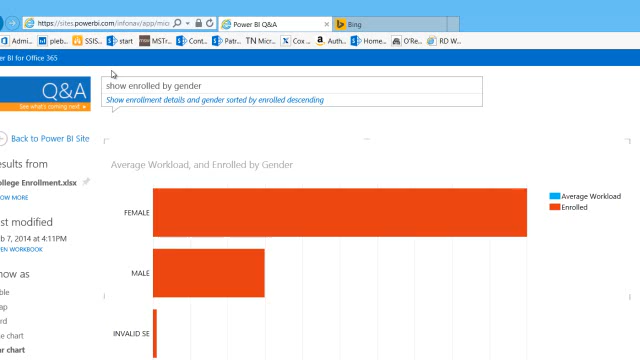 https://sites.powerbi.com/infonav/app/micr
Power BI Q&A
Bing
Admi...
pleb...
SSIS...
start
MSTr...
Cont...
Patr...
TN Micr...
Cox ...
Auth...
Home...
O'Re...
RD W...
er BI for Office 365
Q&A
See what's coming next
show enrolled by gender
Show enrollment details and gender sorted by enrolled descending
Back to Power BI Site
esults from
ollege Enrollment.xlsx
OW MORE
st modified
b 7, 2014 at 4:11PM
EN WORKBOOK
ow as
ble
ap
rd
e chart
ar chart
Average Workload, and Enrolled by Gender
FEMALE
MALE
INVALID SE
Average Workload
Enrolled